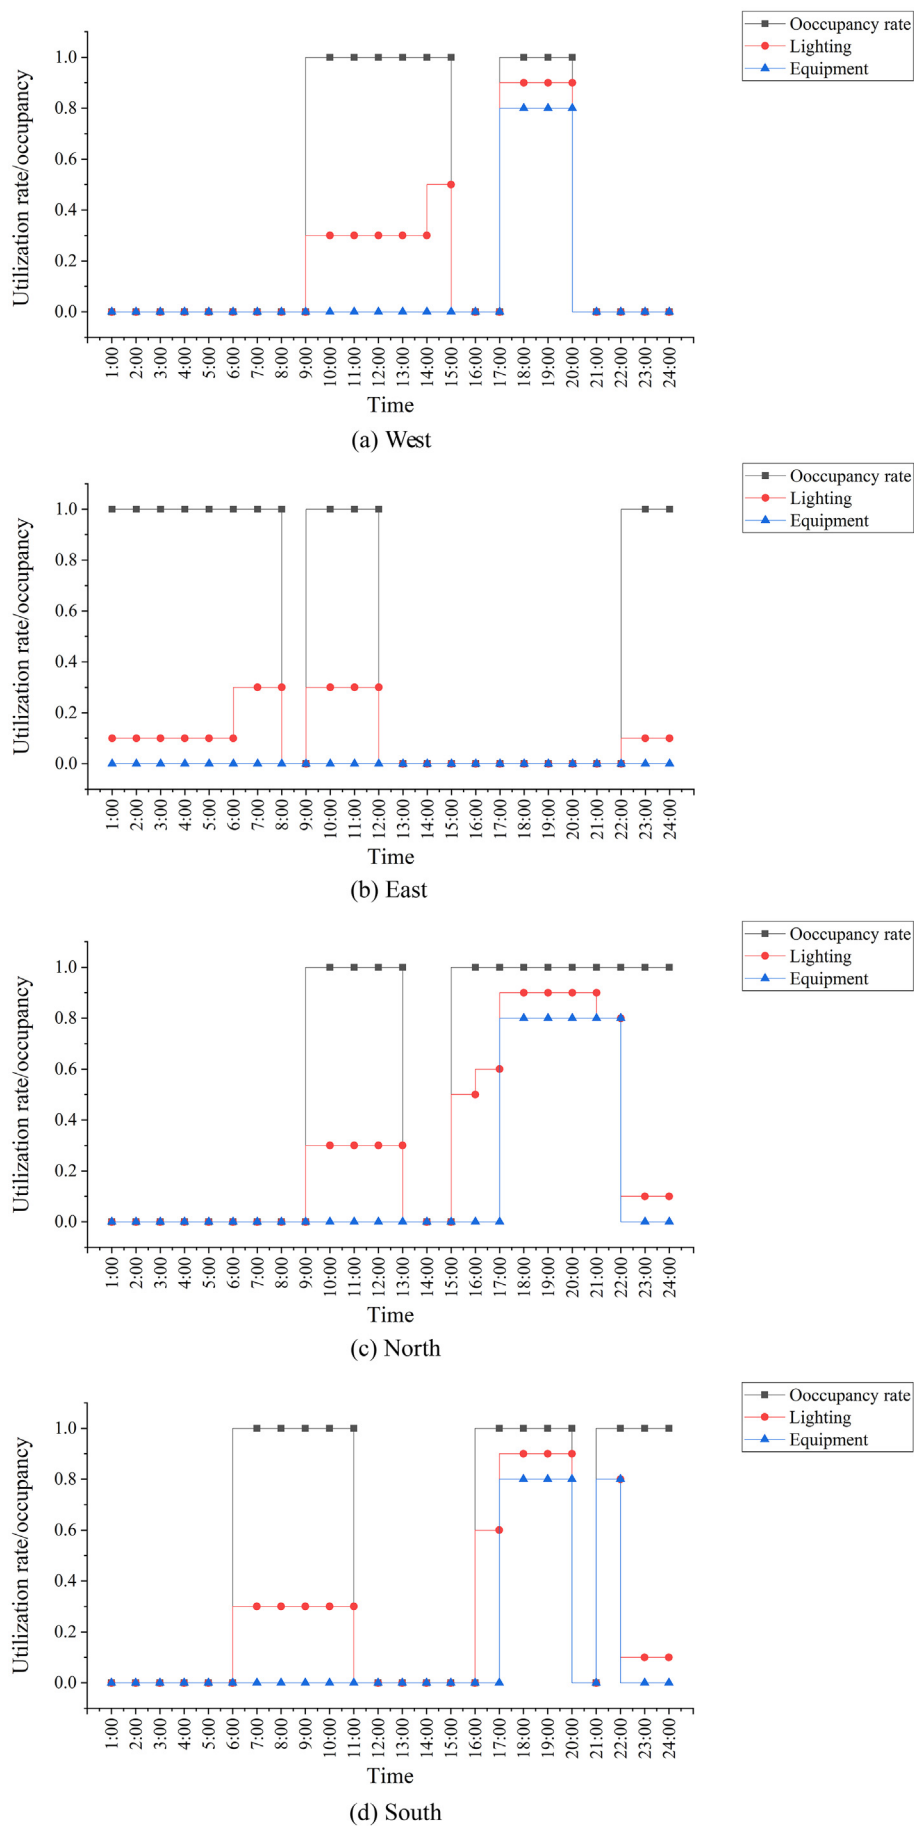 Ooccupancy rate
Lighting
Equipment
Utilization rate/occupancy
1.0
0.8
0.6
0.4
0.2
0.0
1:00 2:00 3:00 4:00 5:00 6:00 7:00 8:00 9:00 10:00 11:00 12:00 13:00 14:00 15:00 16:00 17:00 18:00 19:00 20:00 21:00 22:00 23:00 24:00
Time
(a) West
Ooccupancy rate
Lighting
Equipment
Utilization rate/occupancy
1.0
0.8
0.6
0.4
0.2
0.0
1:00 2:00 3:00 4:00 5:00 6:00 7:00 8:00 9:00 10:00 11:00 12:00 13:00 14:00 15:00 16:00 17:00 18:00 19:00 20:00 21:00 22:00 23:00 24:00
Time
(b) East
Ooccupancy rate
Lighting
Equipment
Utilization rate/occupancy
1.0
0.8
0.6
0.4
0.2
0.0
1:00 2:00 3:00 4:00 5:00 6:00 7:00 8:00 9:00 10:00 11:00 12:00 13:00 14:00 15:00 16:00 17:00 18:00 19:00 20:00 21:00 22:00 23:00 24:00
Time
(c) North
Ooccupancy rate
Lighting
Equipment
Utilization rate/occupancy
1.0
0.8
0.6
0.4
0.2
0.0
1:00 2:00 3:00 4:00 5:00 6:00 7:00 8:00 9:00 10:00 11:00 12:00 13:00 14:00 15:00 16:00 17:00 18:00 19:00 20:00 21:00 22:00 23:00 24:00
Time
(d) South